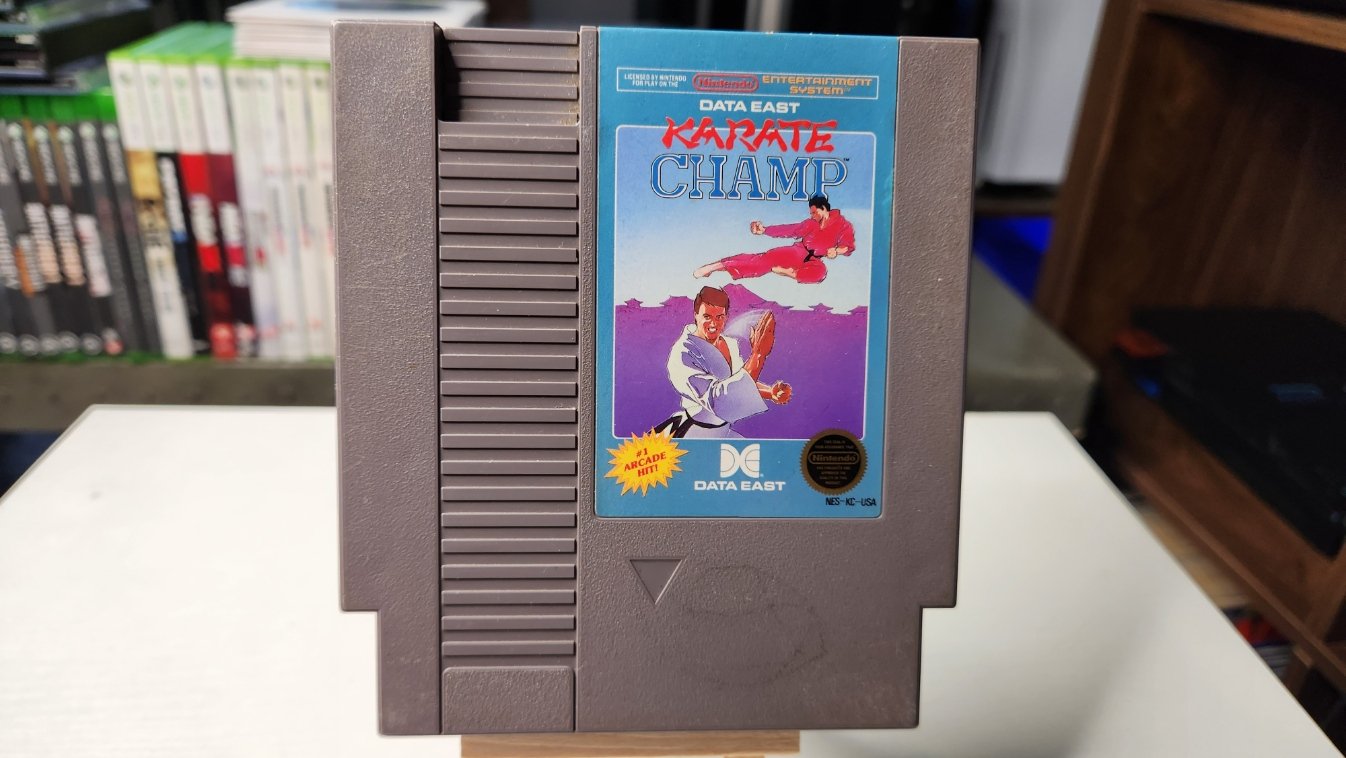 LICENSED BY NINTENDO
FOR PLAY ON THE
Nintendo
ENTERTAINMENT
SYSTEM
DATA EAST
KARATE
CHAMP™
#1
ARCADE
HIT!
DATA EAST
Nintendo
NES-KC-USA